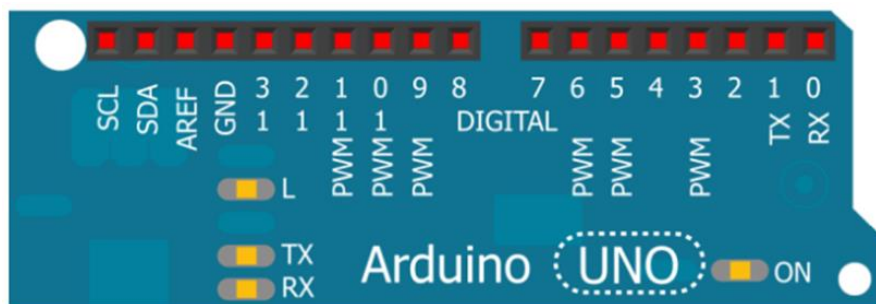 SCL SDA AREF GND 13 12 11 10 9 8 7 6 5 4 3 2 1 0
DIGITAL
PWM PWM PWM PWM PWM PWM TX RX
L
TX
RX
Arduino UNO ON